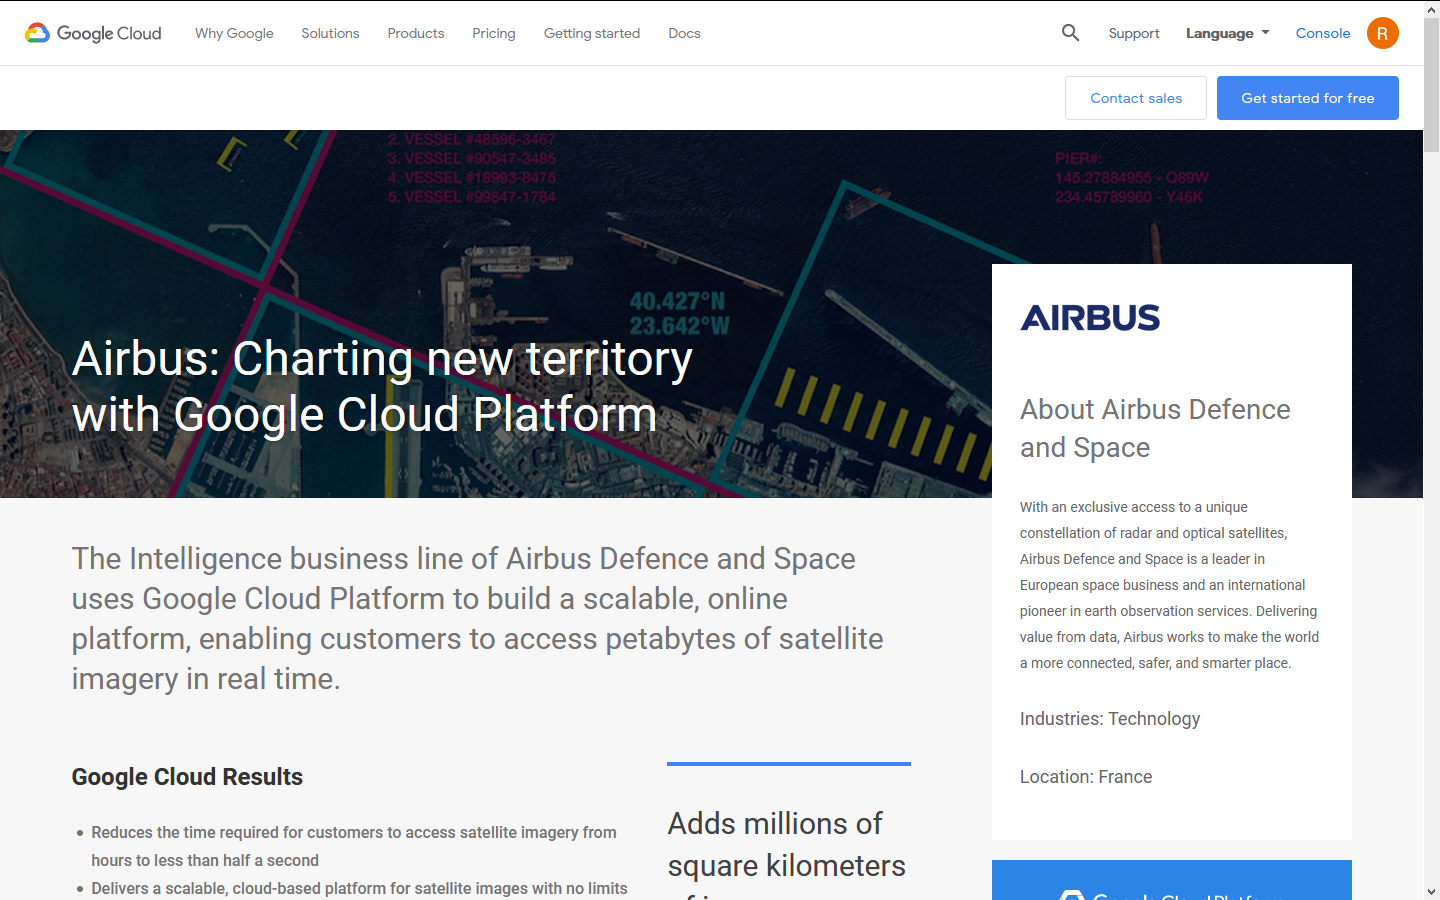 Google Cloud
Why Google
Solutions
Products
Pricing
Getting started
Docs
Support
Language
Console
R
Contact sales
Get started for free
2. VESSEL #48596-3467
3. VESSEL #90547-3485
4. VESSEL #18993-8475
5. VESSEL #99847-1784
PIER#:
145.27884955 - Q89W
234.45789960 - Y46K
40.427°N
23.642°W
Airbus: Charting new territory
with Google Cloud Platform
AIRBUS
About Airbus Defence
and Space
With an exclusive access to a unique
constellation of radar and optical satellites,
Airbus Defence and Space is a leader in
European space business and an international
pioneer in earth observation services. Delivering
value from data, Airbus works to make the world
a more connected, safer, and smarter place.
Industries: Technology
Location: France
The Intelligence business line of Airbus Defence and Space
uses Google Cloud Platform to build a scalable, online
platform, enabling customers to access petabytes of satellite
imagery in real time.
Google Cloud Results
• Reduces the time required for customers to access satellite imagery from
hours to less than half a second
• Delivers a scalable, cloud-based platform for satellite images with no limits
Adds millions of
square kilometers
Google Cloud Platform